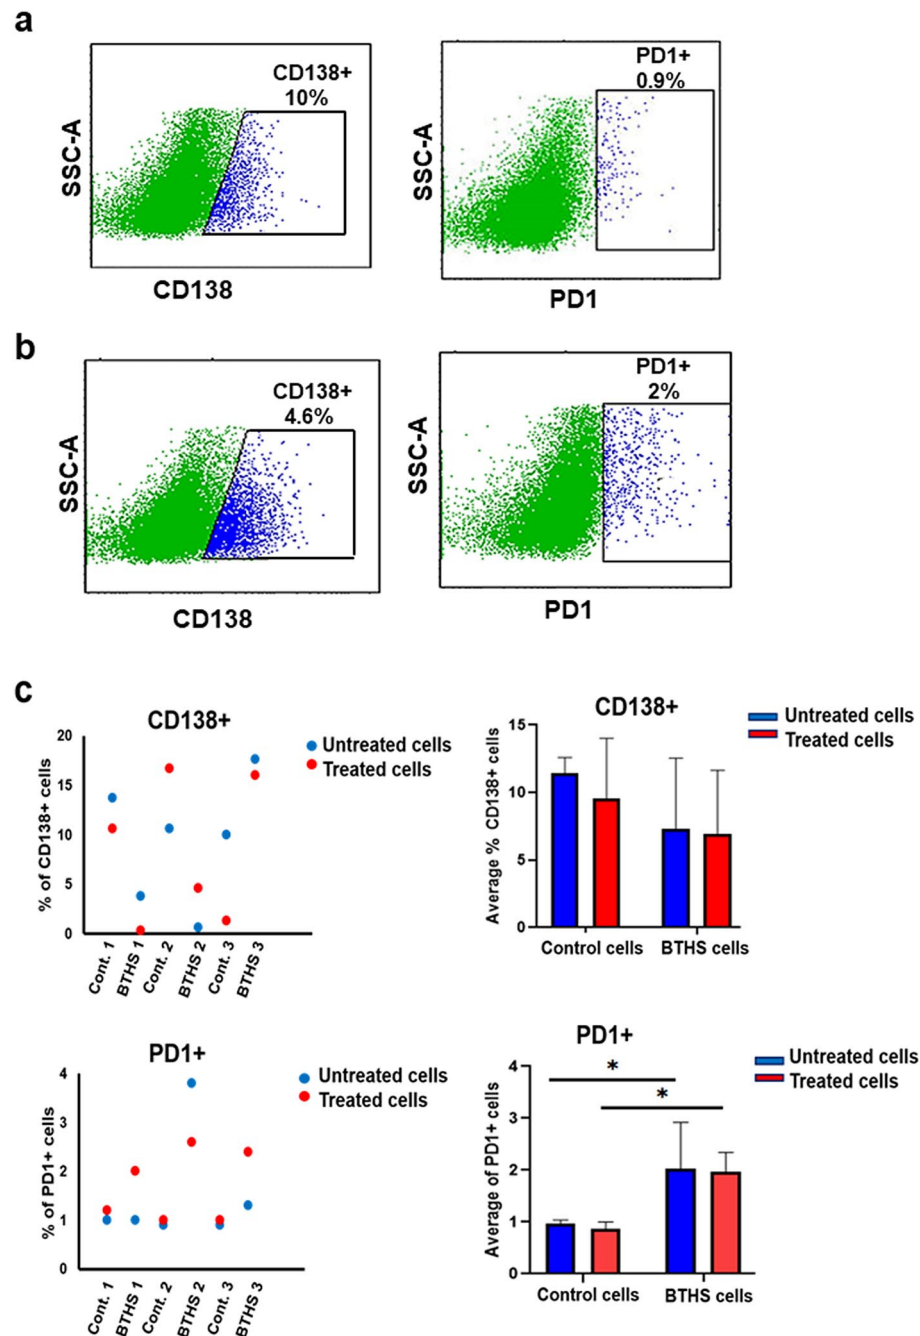 a
CD138+
10%
SSC-A
CD138
PD1+
0.9%
SSC-A
PD1
b
CD138+
4.6%
SSC-A
CD138
PD1+
2%
SSC-A
PD1
c
CD138+
% of CD138+ cells
20
15
10
5
0
Cont. 1
BTHS 1
Cont. 2
BTHS 2
Cont. 3
BTHS 3
Untreated cells
Treated cells
CD138+
Average % CD138+ cells
15
10
5
0
Control cells
BTHS cells
Untreated cells
Treated cells
PD1+
% of PD1+ cells
4
3
2
1
0
Cont. 1
BTHS 1
Cont. 2
BTHS 2
Cont. 3
BTHS 3
Untreated cells
Treated cells
PD1+
Average of PD1+ cells
4
3
2
1
0
*
*
Control cells
BTHS cells
Untreated cells
Treated cells